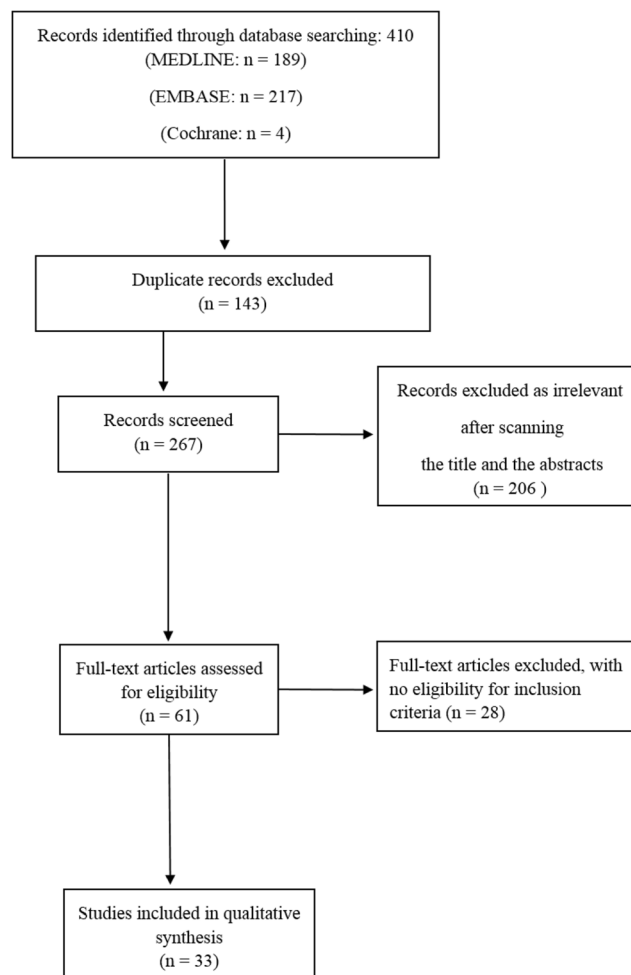 Records identified through database searching: 410
(MEDLINE: n = 189)
(EMBASE: n = 217)
(Cochrane: n = 4)
Duplicate records excluded
(n = 143)
Records screened
(n = 267)
Records excluded as irrelevant
after scanning
the title and the abstracts
(n = 206 )
Full-text articles assessed
for eligibility
(n = 61)
Full-text articles excluded, with
no eligibility for inclusion
criteria (n = 28)
Studies included in qualitative
synthesis
(n = 33)